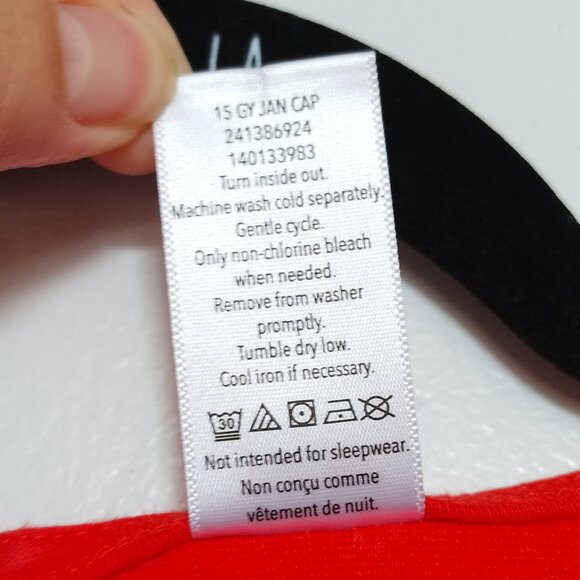 15 GY JAN CAP
241386924
140133983
Turn inside out.
Machine wash cold separately.
Gentle cycle.
Only non-chlorine bleach
when needed.
Remove from washer
promptly.
Tumble dry low.
Cool iron if necessary.
30
Not intended for sleepwear.
Non conçu comme
vêtement de nuit.